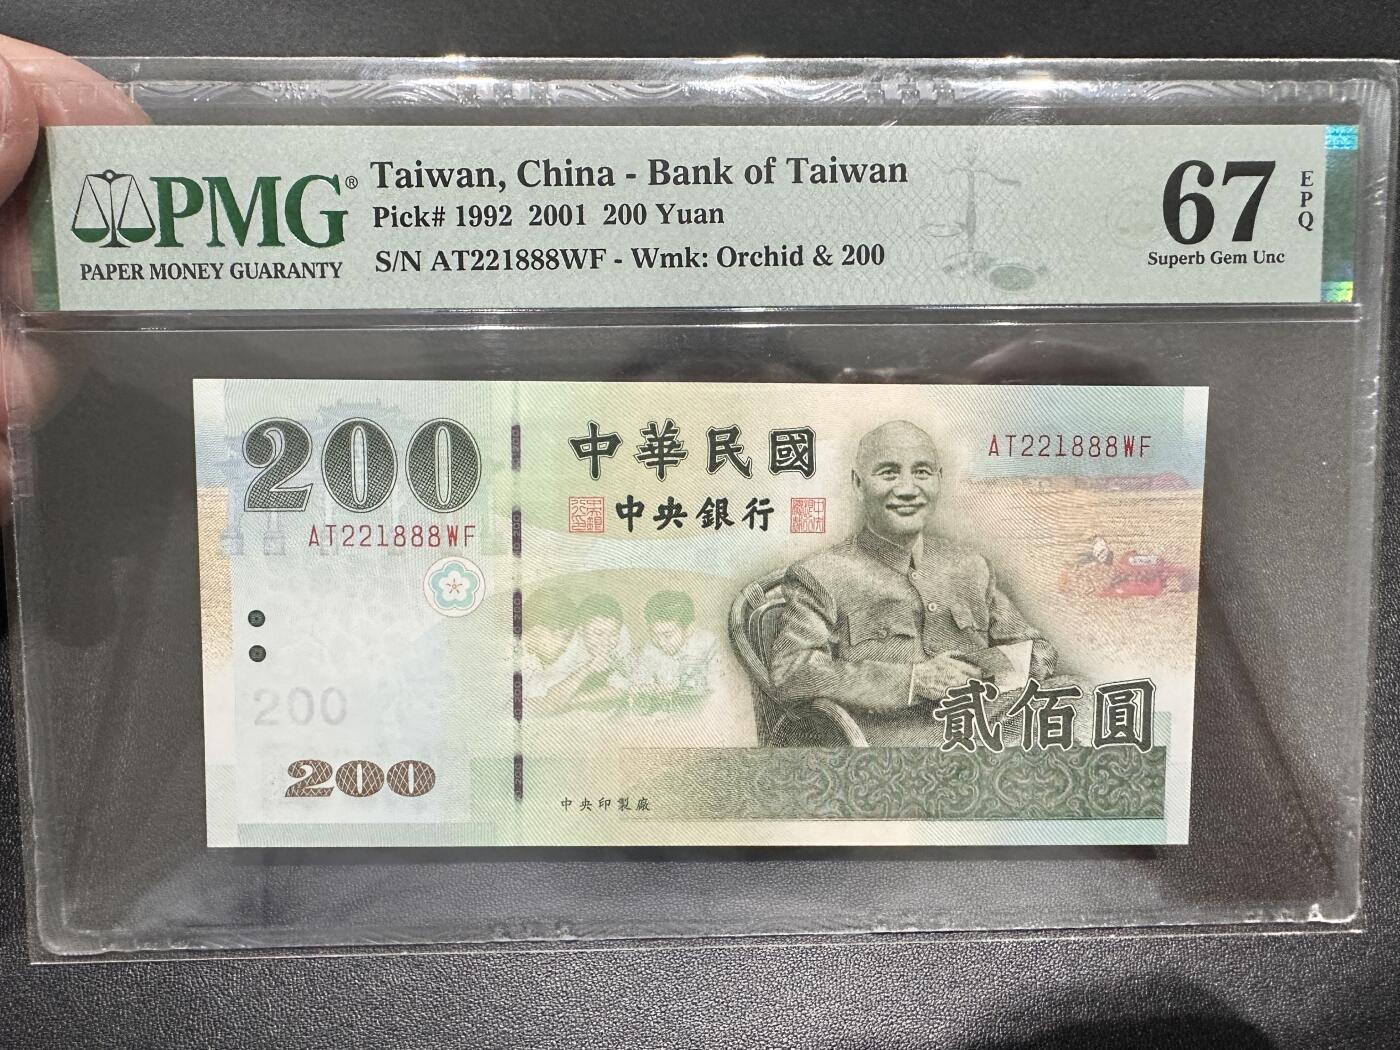 PMG®
PAPER MONEY GUARANTY
Taiwan, China - Bank of Taiwan
Pick# 1992 2001 200 Yuan
S/N AT221888WF - Wmk: Orchid & 200
67
EPQ
Superb Gem Unc
200
AT221888WF
中華民國
中央銀行
AT221888WF
200
200
貳佰圓
中央印製廠